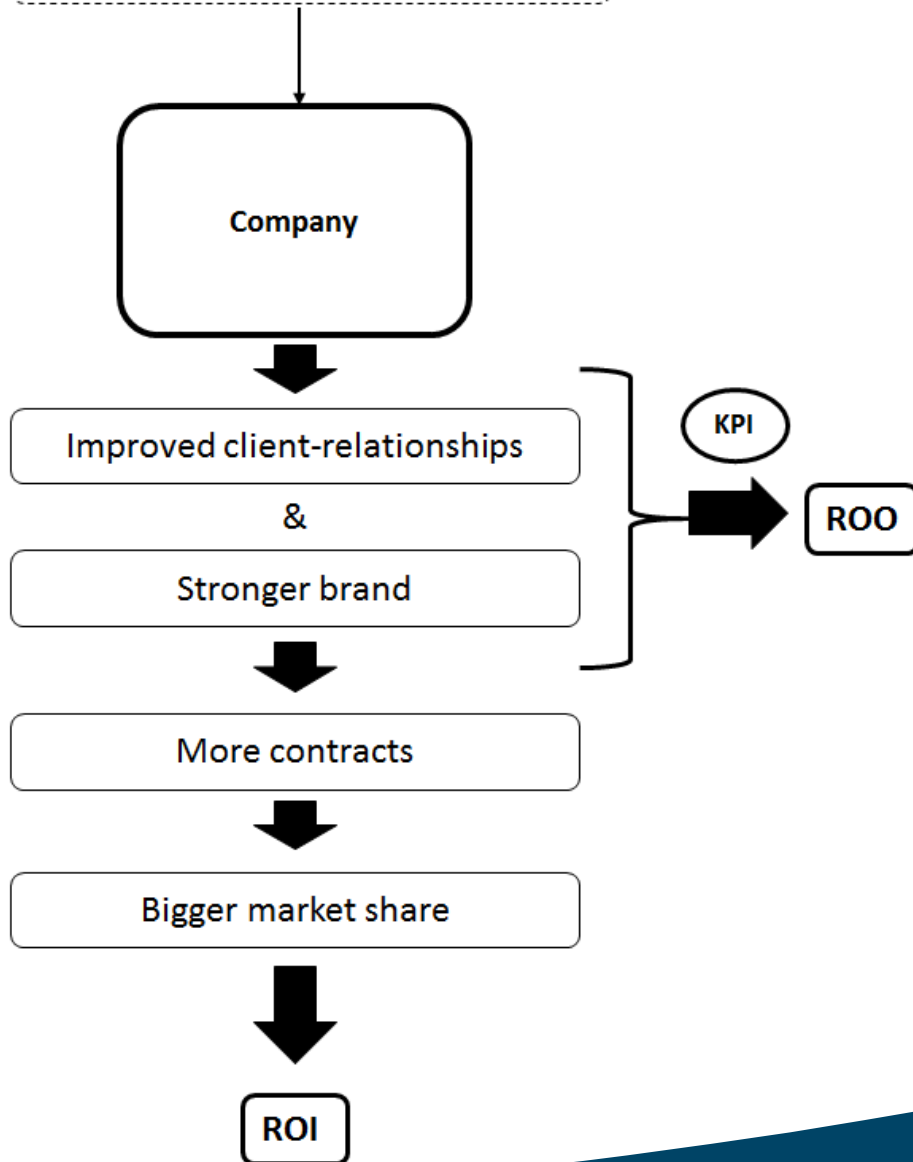 Company
Improved client-relationships
KPI
ROO
&
Stronger brand
More contracts
Bigger market share
ROI